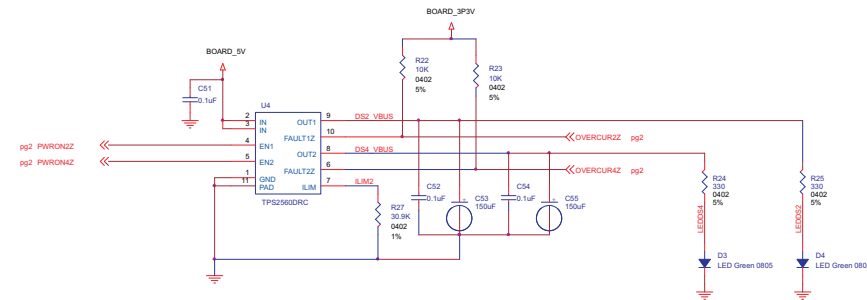 BOARD_3P3V
BOARD_5V
C51
0.1uF
R22
10K
0402
5%
R23
10K
0402
5%
U4
2
3
4
5
1
11
IN
IN
EN1
EN2
GND
PAD
OUT1
FAULT1Z
OUT2
FAULT2Z
ILIM
9
10
8
6
7
TPS2560DRC
DS2_VBUS
DS4_VBUS
ILIM2
pg2 PWRON2Z
pg2 PWRON4Z
OVERCUR2Z pg2
OVERCUR4Z pg2
R27
30.9K
0402
1%
C52
0.1uF
C53
150uF
C54
0.1uF
C55
150uF
R24
330
0402
5%
R25
330
0402
5%
LEDDS4
LEDDS2
D3
LED Green 0805
D4
LED Green 080